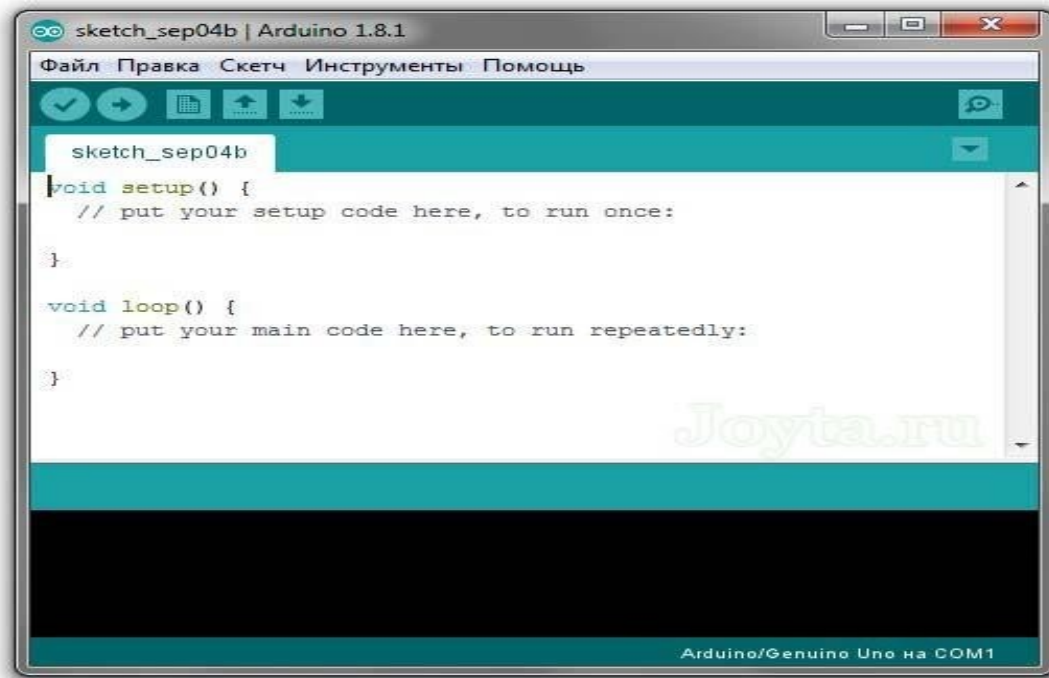 sketch_sep04b | Arduino 1.8.1
Файл Правка Скетч Инструменты Помощь
sketch_sep04b
void setup() {
// put your setup code here, to run once:
}
void loop() {
// put your main code here, to run repeatedly:
}
Joyta.ru
Arduino/Genuino Uno на COM1